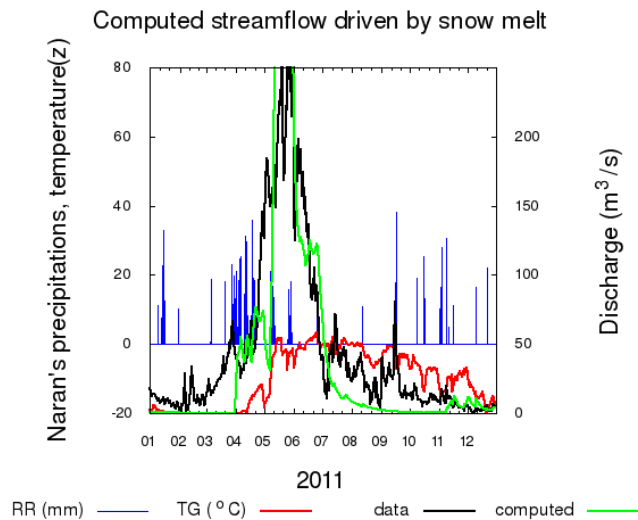 Computed streamflow driven by snow melt
Naran's precipitations, temperature(z)
80
60
40
20
0
-20
Discharge (m³/s)
200
150
100
50
0
01 02 03 04 05 06 07 08 09 10 11 12
2011
RR (mm)
TG (°C)
data
computed